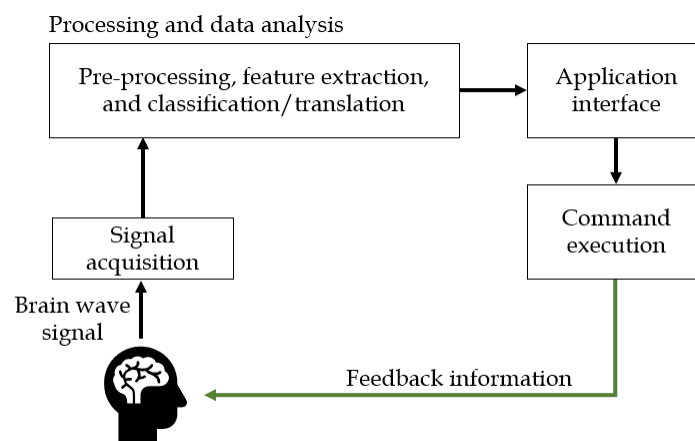 Processing and data analysis
Pre-processing, feature extraction,
and classification/translation
Application
interface
Command
execution
Signal
acquisition
Brain wave
signal
Feedback information